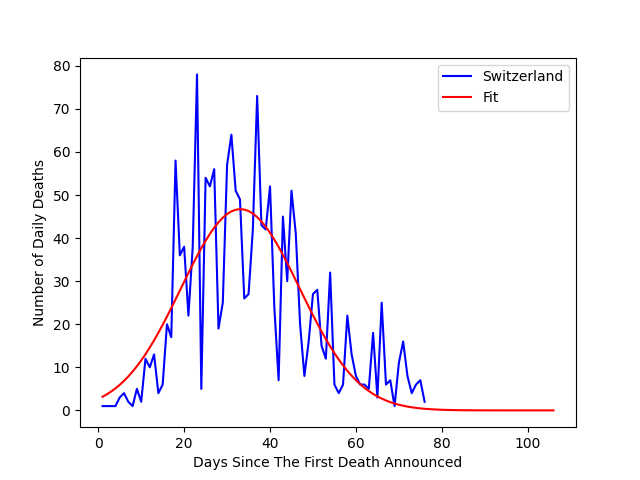 Switzerland
Fit
80
70
60
50
40
30
20
10
0
Number of Daily Deaths
0 20 40 60 80 100
Days Since The First Death Announced